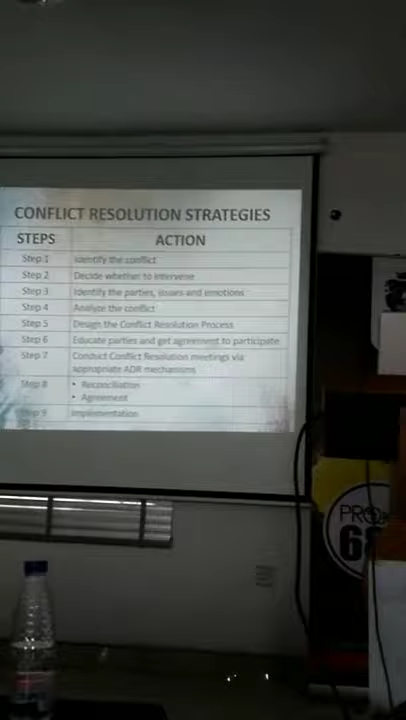 CONFLICT RESOLUTION STRATEGIES
STEPS ACTION
Step 1 Identify the conflict
Step 2 Decide whether to intervene
Step 3 Identify the parties, issues and emotions
Step 4 Analyze the conflict
Step 5 Design the Conflict Resolution Process
Step 6 Educate parties and get agreement to participate
Step 7 Conduct Conflict Resolution meetings via
appropriate ADR mechanisms
Step 8 • Reconciliation
• Agreement
Step 9 Implementation